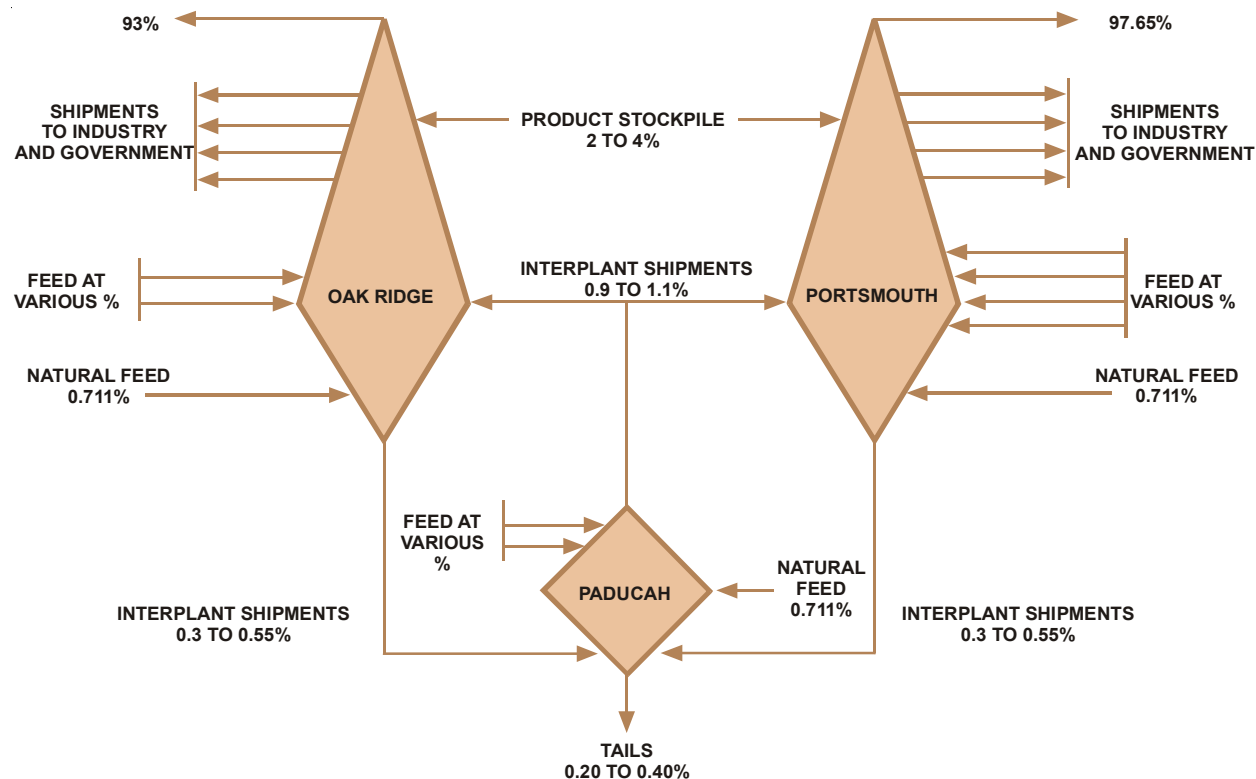 93%
97.65%
SHIPMENTS
TO INDUSTRY
AND GOVERNMENT
PRODUCT STOCKPILE
2 TO 4%
SHIPMENTS
TO INDUSTRY
AND GOVERNMENT
FEED AT
VARIOUS %
OAK RIDGE
INTERPLANT SHIPMENTS
0.9 TO 1.1%
PORTSMOUTH
FEED AT
VARIOUS %
NATURAL FEED
0.711%
NATURAL FEED
0.711%
FEED AT
VARIOUS
%
PADUCAH
NATURAL
FEED
0.711%
INTERPLANT SHIPMENTS
0.3 TO 0.55%
INTERPLANT SHIPMENTS
0.3 TO 0.55%
TAILS
0.20 TO 0.40%